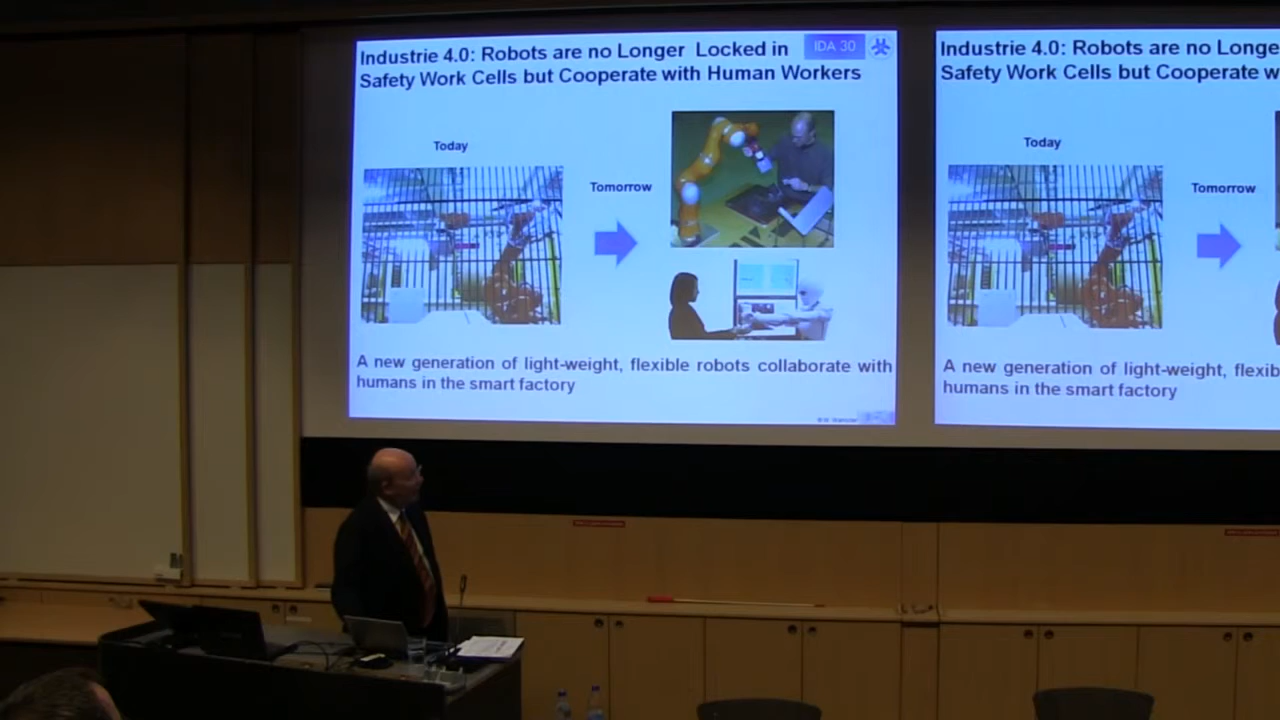 Industrie 4.0: Robots are no Longer Locked in
Safety Work Cells but Cooperate with Human Workers
IDA 30
Today
Tomorrow
A new generation of light-weight, flexible robots collaborate with
humans in the smart factory
Industrie 4.0: Robots are no Longe
Safety Work Cells but Cooperate w
Today
Tomorrow
A new generation of light-weight, flexib
humans in the smart factory